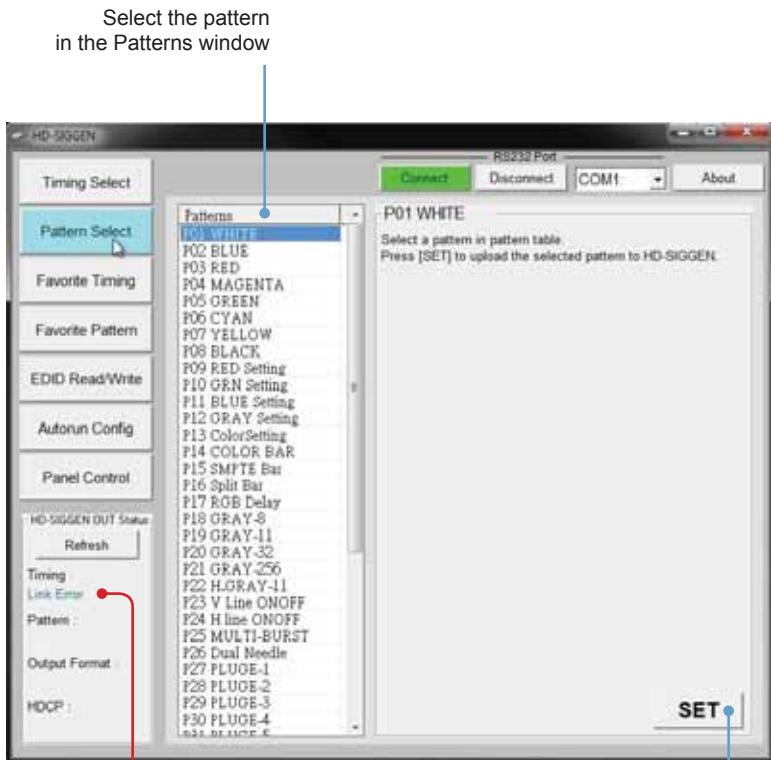 Select the pattern
in the Patterns window
HD-SIGGEN
RS232 Port
Timing Select
Connect
Disconnect
COM1
About
Pattern Select
Favorite Timing
Favorite Pattern
EDID Read/Write
Autorun Config
Panel Control
HD-SIGGEN OUT Status
Refresh
Timing :
Link Error
Pattern :
Output Format :
HDCP :
Patterns
P01 WHITE
P02 BLUE
P03 RED
P04 MAGENTA
P05 GREEN
P06 CYAN
P07 YELLOW
P08 BLACK
P09 RED Setting
P10 GRN Setting
P11 BLUE Setting
P12 GRAY Setting
P13 ColorSetting
P14 COLOR BAR
P15 SMPTE Bar
P16 Split Bar
P17 RGB Delay
P18 GRAY-8
P19 GRAY-11
P20 GRAY-32
P21 GRAY-256
P22 H.GRAY-11
P23 V Line ONOFF
P24 H line ONOFF
P25 MULTI-BURST
P26 Dual Needle
P27 PLUGE-1
P28 PLUGE-2
P29 PLUGE-3
P30 PLUGE-4
P31 PLUGE-5
P01 WHITE
Select a pattern in pattern table.
Press [SET] to upload the selected pattern to HD-SIGGEN.
SET